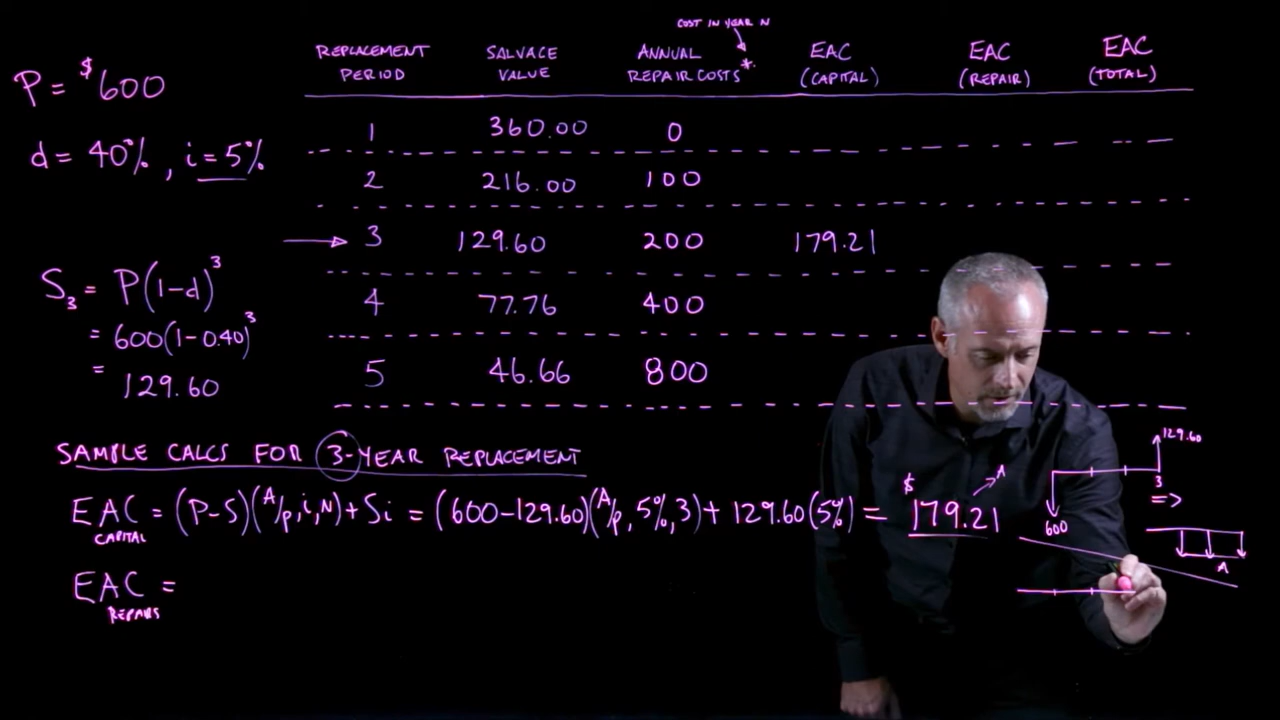 COST IN YEAR N
REPLACEMENT PERIOD SALVAGE VALUE ANNUAL REPAIR COSTS* EAC (CAPITAL) EAC (REPAIR) EAC (TOTAL)
P = $600
d = 40%, i = 5%
1 360.00 0
2 216.00 100
3 129.60 200 179.21
4 77.76 400
5 46.66 800
S₃ = P(1-d)³
= 600(1-0.40)³
= 129.60
SAMPLE CALCS FOR 3-YEAR REPLACEMENT
EAC CAPITAL = (P-S)(A/P, i, N) + Si = (600-129.60)(A/P, 5%, 3) + 129.60(5%) = $179.21
A
129.60
3
600
=>
A
EAC REPAIRS =